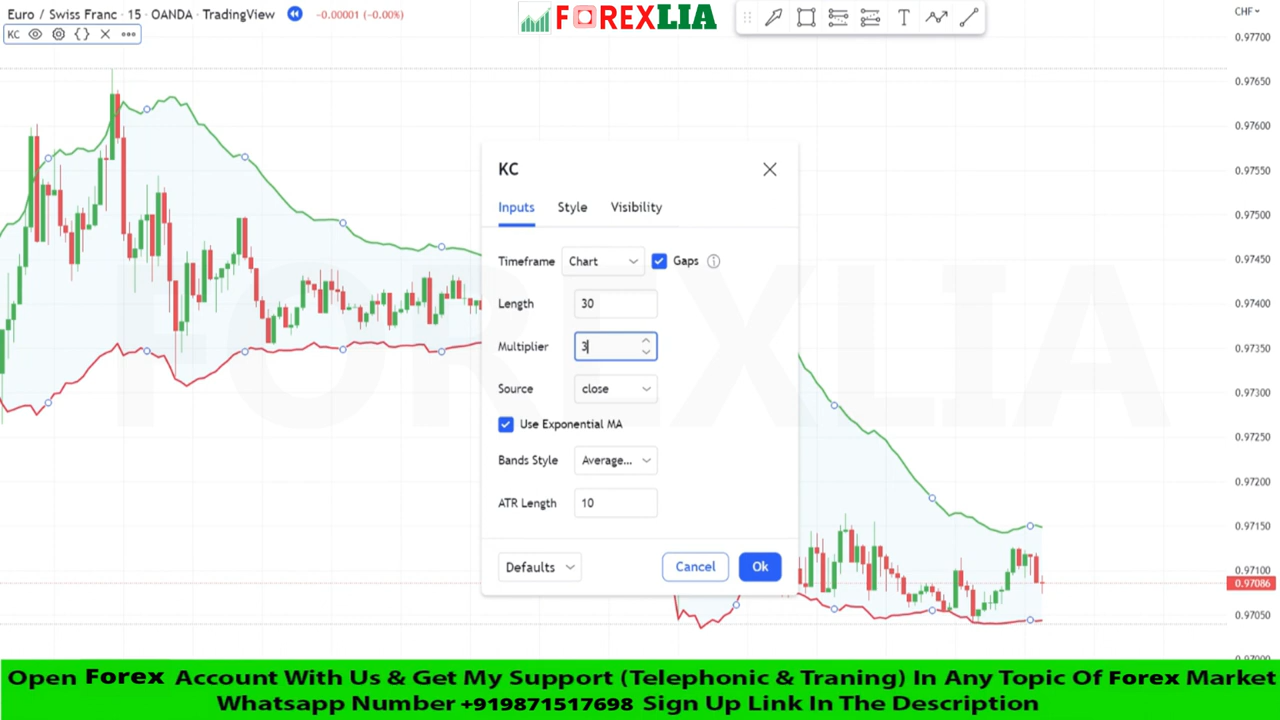 Euro / Swiss Franc · 15 · OANDA · TradingView
-0.00001 (-0.00%)
FOREXLIA
CHF
KC
0.97700
0.97650
0.97600
0.97550
0.97500
0.97450
0.97400
0.97350
0.97300
0.97250
0.97200
0.97150
0.97100
0.97086
0.97050
0.97000
FOREXLIA
KC
Inputs Style Visibility
Timeframe Chart Gaps
Length 30
Multiplier 3
Source close
Use Exponential MA
Bands Style Average...
ATR Length 10
Defaults Cancel Ok
Open Forex Account With Us & Get My Support (Telephonic & Traning) In Any Topic Of Forex Market
Whatsapp Number +919871517698 Sign Up Link In The Description